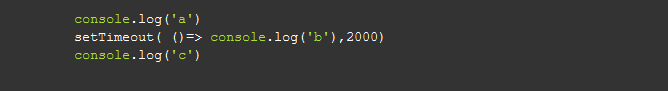 console.log('a')
setTimeout( ()=> console.log('b'),2000)
console.log('c')